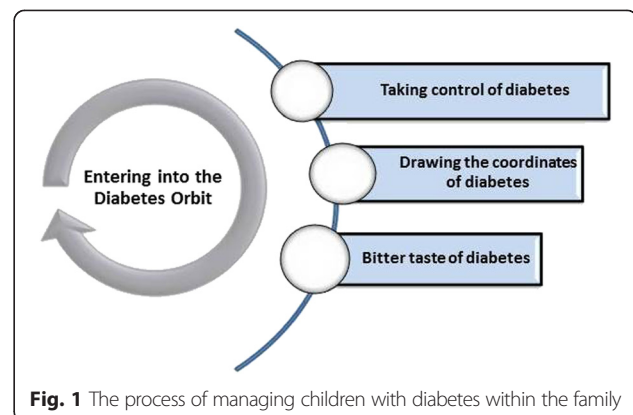 Entering into the
Diabetes Orbit
Taking control of diabetes
Drawing the coordinates
of diabetes
Bitter taste of diabetes
Fig. 1 The process of managing children with diabetes within the family